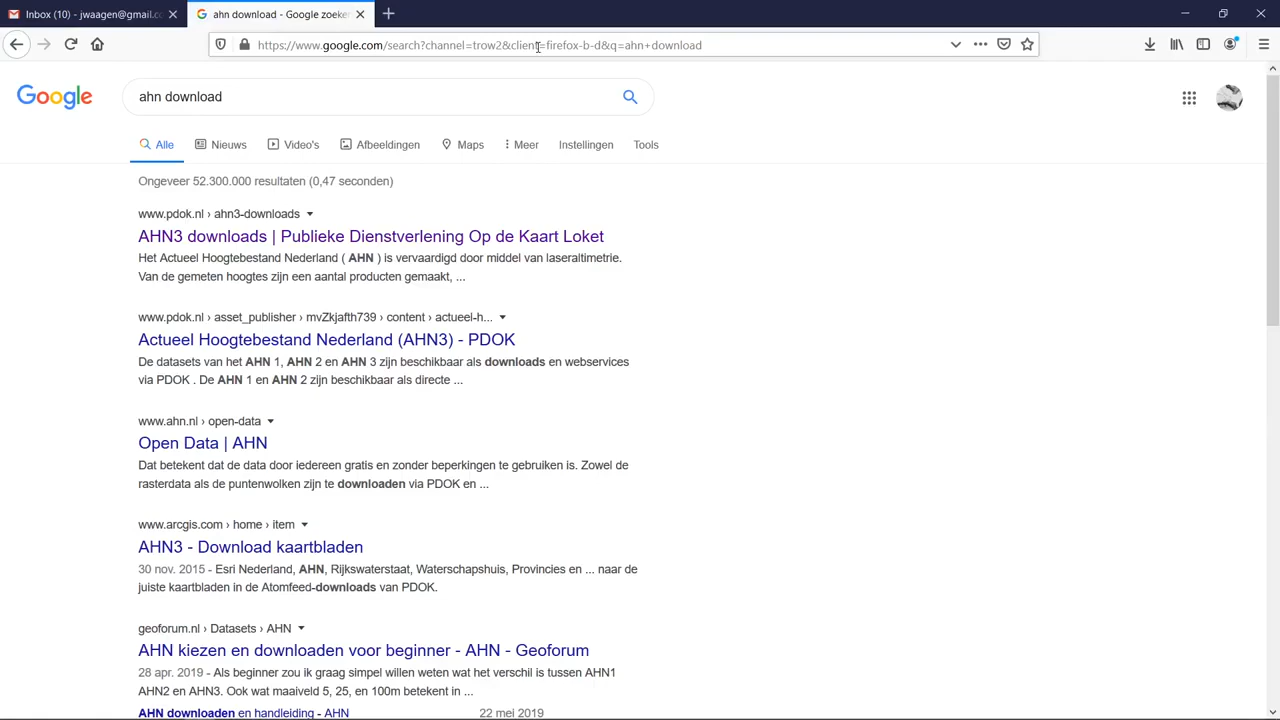 Inbox (10) - jwaagen@gmail.co
ahn download - Google zoeken
https://www.google.com/search?channel=trow2&client=firefox-b-d&q=ahn+download
Google
ahn download
Alle
Nieuws
Video's
Afbeeldingen
Maps
Meer
Instellingen
Tools
Ongeveer 52.300.000 resultaten (0,47 seconden)
www.pdok.nl › ahn3-downloads
AHN3 downloads | Publieke Dienstverlening Op de Kaart Loket
Het Actueel Hoogtebestand Nederland ( AHN ) is vervaardigd door middel van laseraltimetrie.
Van de gemeten hoogtes zijn een aantal producten gemaakt, ...
www.pdok.nl › asset_publisher › mvZkjafth739 › content › actueel-h...
Actueel Hoogtebestand Nederland (AHN3) - PDOK
De datasets van het AHN 1, AHN 2 en AHN 3 zijn beschikbaar als downloads en webservices
via PDOK . De AHN 1 en AHN 2 zijn beschikbaar als directe ...
www.ahn.nl › open-data
Open Data | AHN
Dat betekent dat de data door iedereen gratis en zonder beperkingen te gebruiken is. Zowel de
rasterdata als de puntenwolken zijn te downloaden via PDOK en ...
www.arcgis.com › home › item
AHN3 - Download kaartbladen
30 nov. 2015 - Esri Nederland, AHN, Rijkswaterstaat, Waterschapshuis, Provincies en ... naar de
juiste kaartbladen in de Atomfeed-downloads van PDOK.
geoforum.nl › Datasets › AHN
AHN kiezen en downloaden voor beginner - AHN - Geoforum
28 apr. 2019 - Als beginner zou ik graag simpel willen weten wat het verschil is tussen AHN1
AHN2 en AHN3. Ook wat maaiveld 5, 25, en 100m betekent in ...
AHN downloaden en handleiding - AHN
22 mei 2019